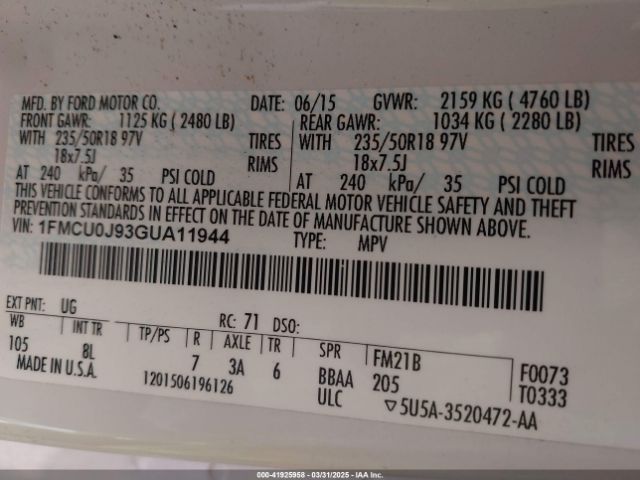 MFD. BY FORD MOTOR CO. DATE: 06/15 GVWR: 2159 KG ( 4760 LB)
FRONT GAWR: 1125 KG ( 2480 LB) REAR GAWR: 1034 KG ( 2280 LB)
WITH 235/50R18 97V TIRES WITH 235/50R18 97V TIRES
18x7.5J RIMS 18x7.5J RIMS
AT 240 kPa/ 35 PSI COLD AT 240 kPa/ 35 PSI COLD
THIS VEHICLE CONFORMS TO ALL APPLICABLE FEDERAL MOTOR VEHICLE SAFETY AND THEFT
PREVENTION STANDARDS IN EFFECT ON THE DATE OF MANUFACTURE SHOWN ABOVE.
VIN: 1FMCU0J93GUA11944 TYPE: MPV
EXT PNT: UG RC: 71 DSO:
WB INT TR TP/PS R AXLE TR SPR FM21B F0073
105 8L 7 3A 6 BBAA 205 T0333
MADE IN U.S.A. 1201506196126 ULC ▽5U5A-3520472-AA
000-41925958 - 03/31/2025 - IAAI, Inc.